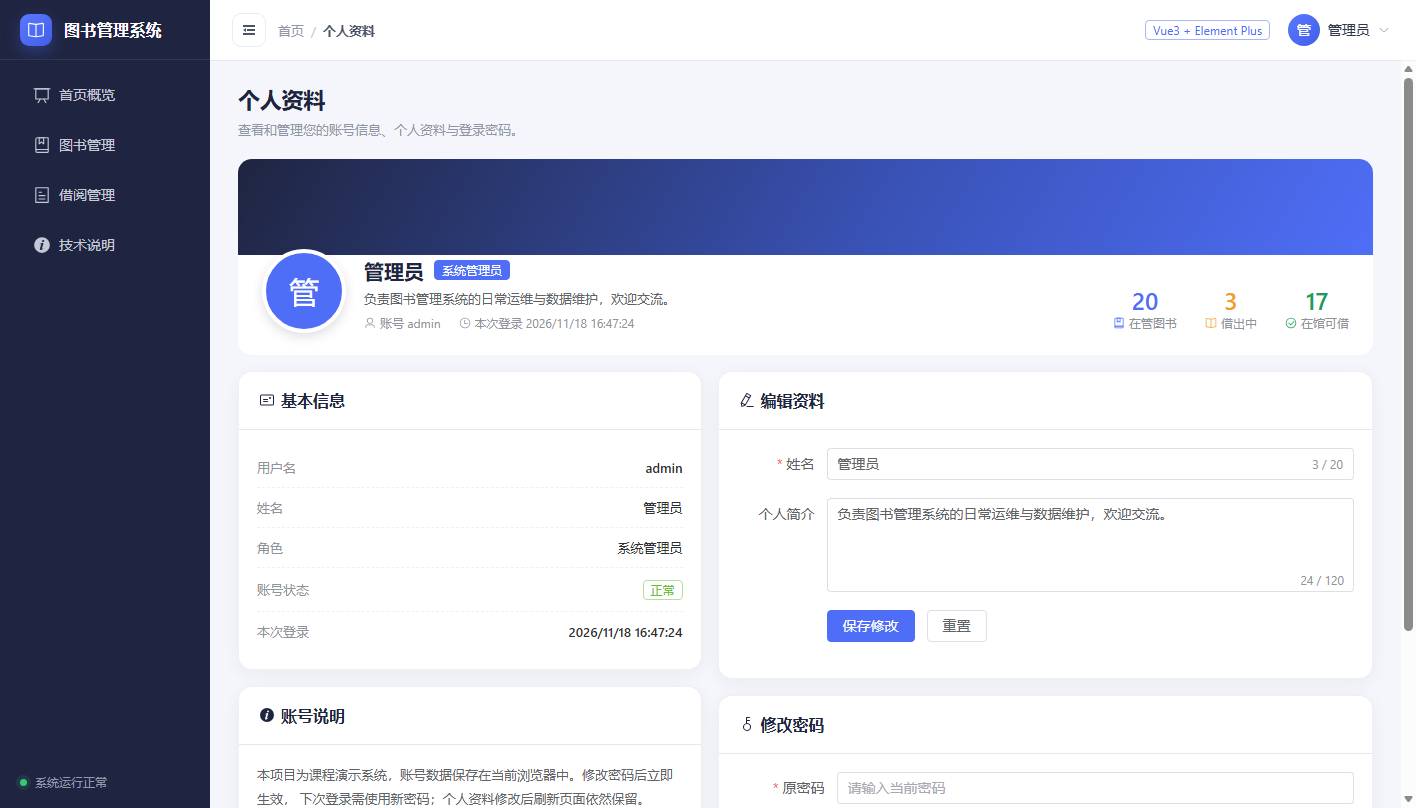 图书管理系统
首页概览
图书管理
借阅管理
技术说明
系统运行正常
首页 / 个人资料
Vue3 + Element Plus
管 管理员
个人资料
查看和管理您的账号信息、个人资料与登录密码。
管
管理员 系统管理员
负责图书管理系统的日常运维与数据维护，欢迎交流。
账号 admin 本次登录 2026/11/18 16:47:24
20 3 17
在管图书 借出中 在馆可借
基本信息
用户名 admin
姓名 管理员
角色 系统管理员
账号状态 正常
本次登录 2026/11/18 16:47:24
编辑资料
* 姓名 管理员 3 / 20
个人简介 负责图书管理系统的日常运维与数据维护，欢迎交流。
24 / 120
保存修改 重置
账号说明
本项目为课程演示系统，账号数据保存在当前浏览器中。修改密码后立即
生效， 下次登录需使用新密码；个人资料修改后刷新页面依然保留。
修改密码
* 原密码 请输入当前密码